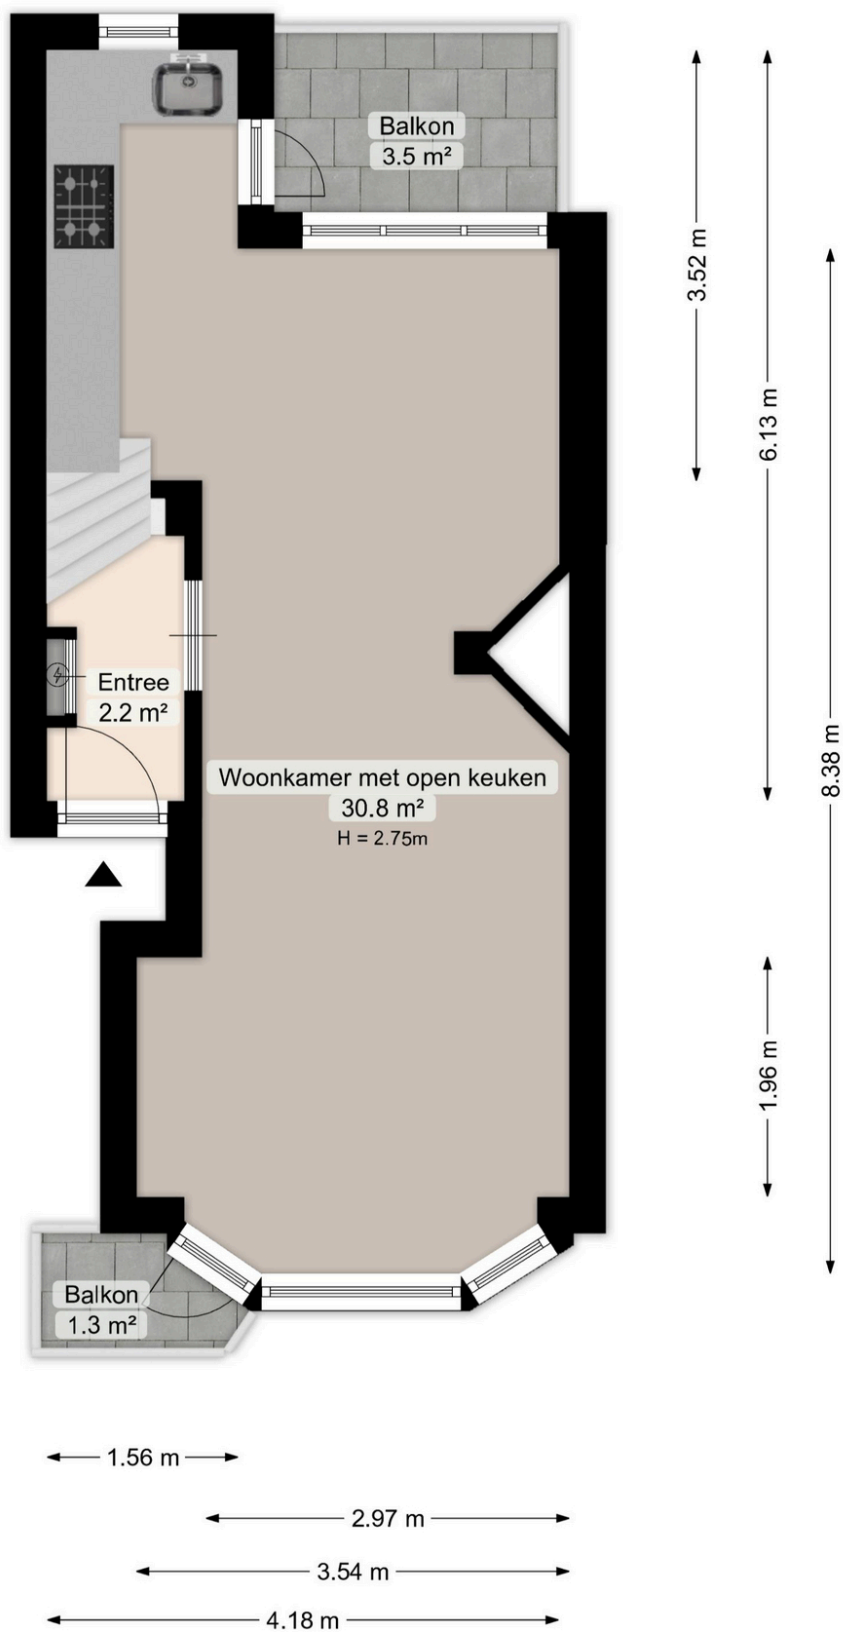 Balkon
3.5 m²
3.52 m
6.13 m
Entree
2.2 m²
Woonkamer met open keuken
30.8 m²
H = 2.75m
8.38 m
1.96 m
Balkon
1.3 m²
1.56 m
2.97 m
3.54 m
4.18 m